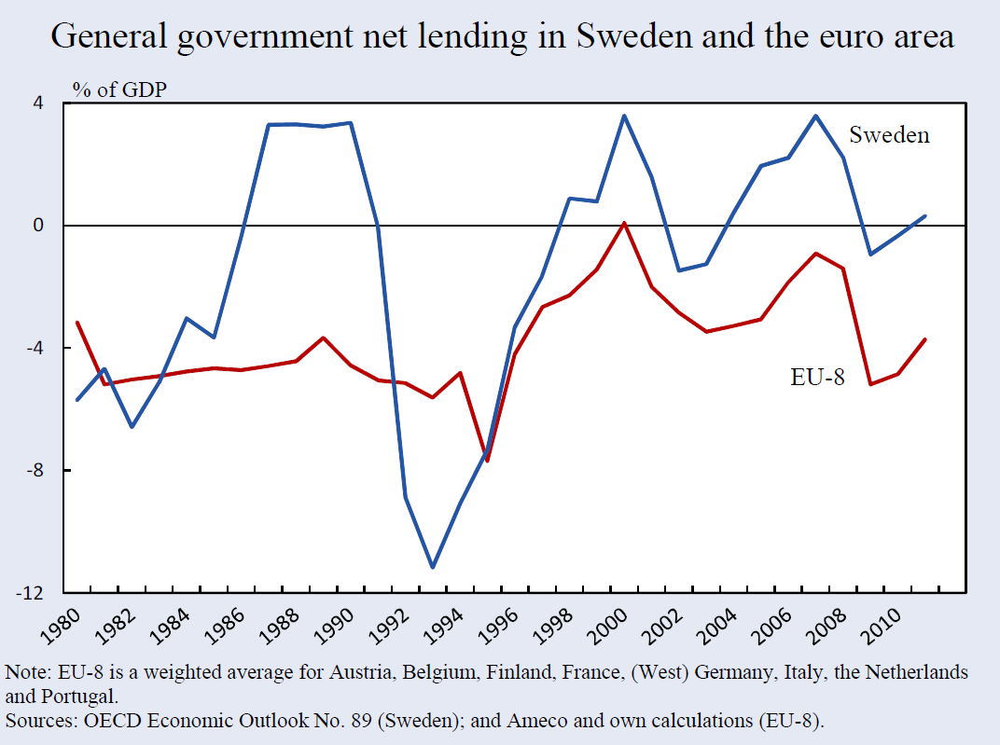 General government net lending in Sweden and the euro area
% of GDP
4
Sweden
0
-4
EU-8
-8
-12
1980 1982 1984 1986 1988 1990 1992 1994 1996 1998 2000 2002 2004 2006 2008 2010
Note: EU-8 is a weighted average for Austria, Belgium, Finland, France, (West) Germany, Italy, the Netherlands
and Portugal.
Sources: OECD Economic Outlook No. 89 (Sweden); and Ameco and own calculations (EU-8).